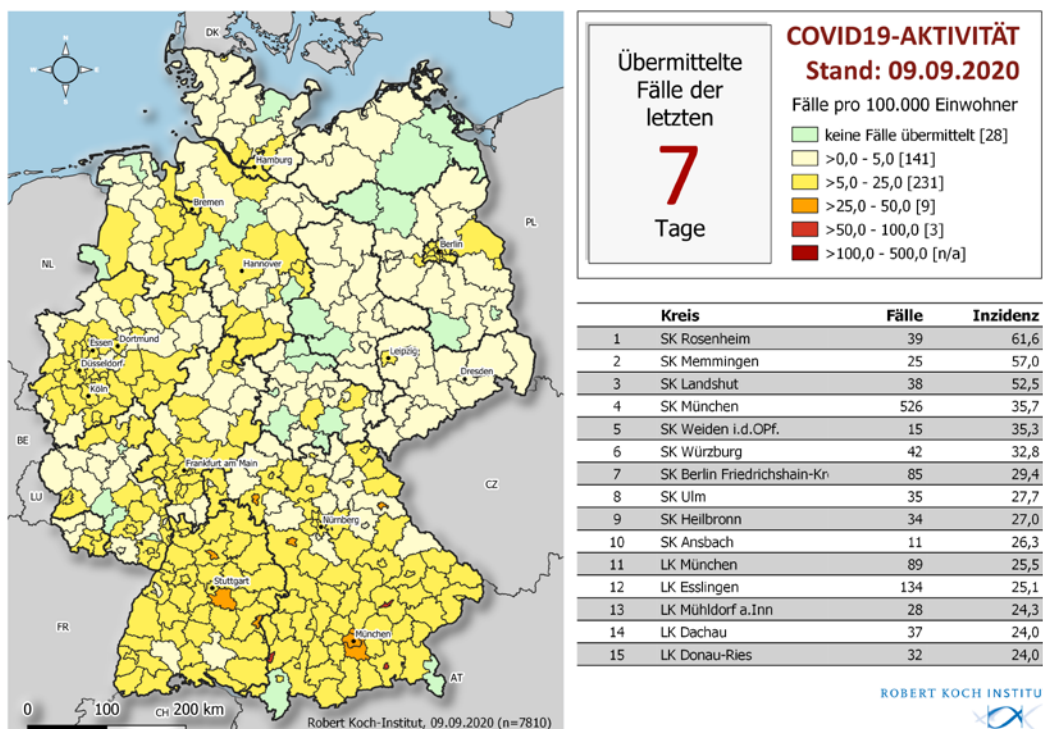 DK
Hamburg
Bremen
PL
Berlin
NL
Hannover
Essen
Dortmund
Düsseldorf
Leipzig
Köln
Dresden
BE
Frankfurt am Main
LU
CZ
Nürnberg
Stuttgart
FR
München
AT
0 100 CH 200 km
Robert Koch-Institut, 09.09.2020 (n=7810)
Übermittelte
Fälle der
letzten
7
Tage
COVID19-AKTIVITÄT
Stand: 09.09.2020
Fälle pro 100.000 Einwohner
keine Fälle übermittelt [28]
>0,0 - 5,0 [141]
>5,0 - 25,0 [231]
>25,0 - 50,0 [9]
>50,0 - 100,0 [3]
>100,0 - 500,0 [n/a]
Kreis Fälle Inzidenz
1 SK Rosenheim 39 61,6
2 SK Memmingen 25 57,0
3 SK Landshut 38 52,5
4 SK München 526 35,7
5 SK Weiden i.d.OPf. 15 35,3
6 SK Würzburg 42 32,8
7 SK Berlin Friedrichshain-Kr 85 29,4
8 SK Ulm 35 27,7
9 SK Heilbronn 34 27,0
10 SK Ansbach 11 26,3
11 LK München 89 25,5
12 LK Esslingen 134 25,1
13 LK Mühldorf a.Inn 28 24,3
14 LK Dachau 37 24,0
15 LK Donau-Ries 32 24,0
ROBERT KOCH INSTITU